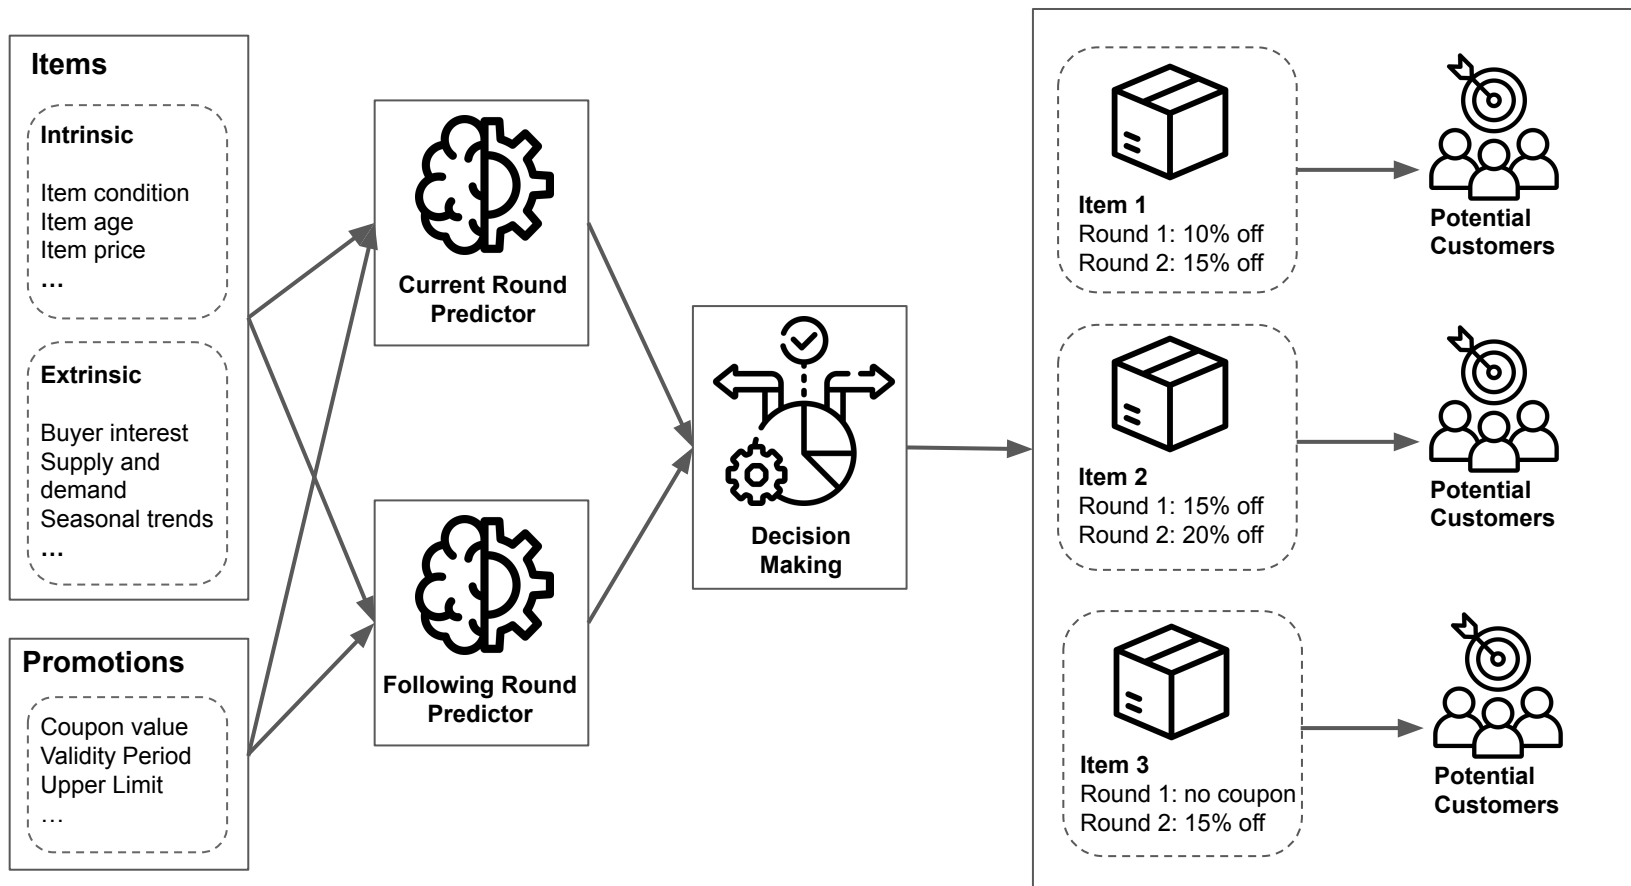 Items
Intrinsic
Item condition
Item age
Item price
...
Extrinsic
Buyer interest
Supply and
demand
Seasonal trends
...
Promotions
Coupon value
Validity Period
Upper Limit
...
Current Round
Predictor
Following Round
Predictor
Decision
Making
Item 1
Round 1: 10% off
Round 2: 15% off
Potential
Customers
Item 2
Round 1: 15% off
Round 2: 20% off
Potential
Customers
Item 3
Round 1: no coupon
Round 2: 15% off
Potential
Customers